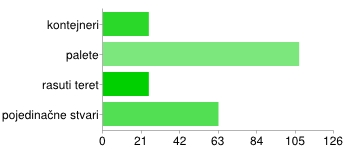 kontejneri
palete
rasuti teret
pojedinačne stvari
0 21 42 63 84 105 126